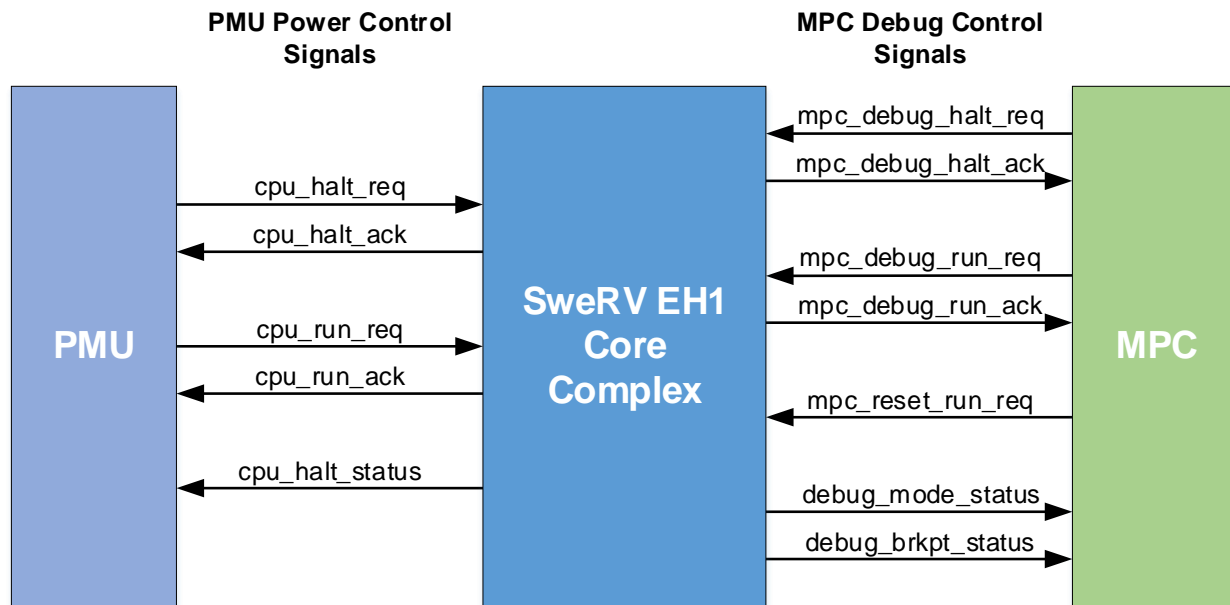 PMU Power Control
Signals
MPC Debug Control
Signals
PMU
cpu_halt_req
cpu_halt_ack
cpu_run_req
cpu_run_ack
cpu_halt_status
SweRV EH1
Core
Complex
mpc_debug_halt_req
mpc_debug_halt_ack
mpc_debug_run_req
mpc_debug_run_ack
mpc_reset_run_req
debug_mode_status
debug_brkpt_status
MPC